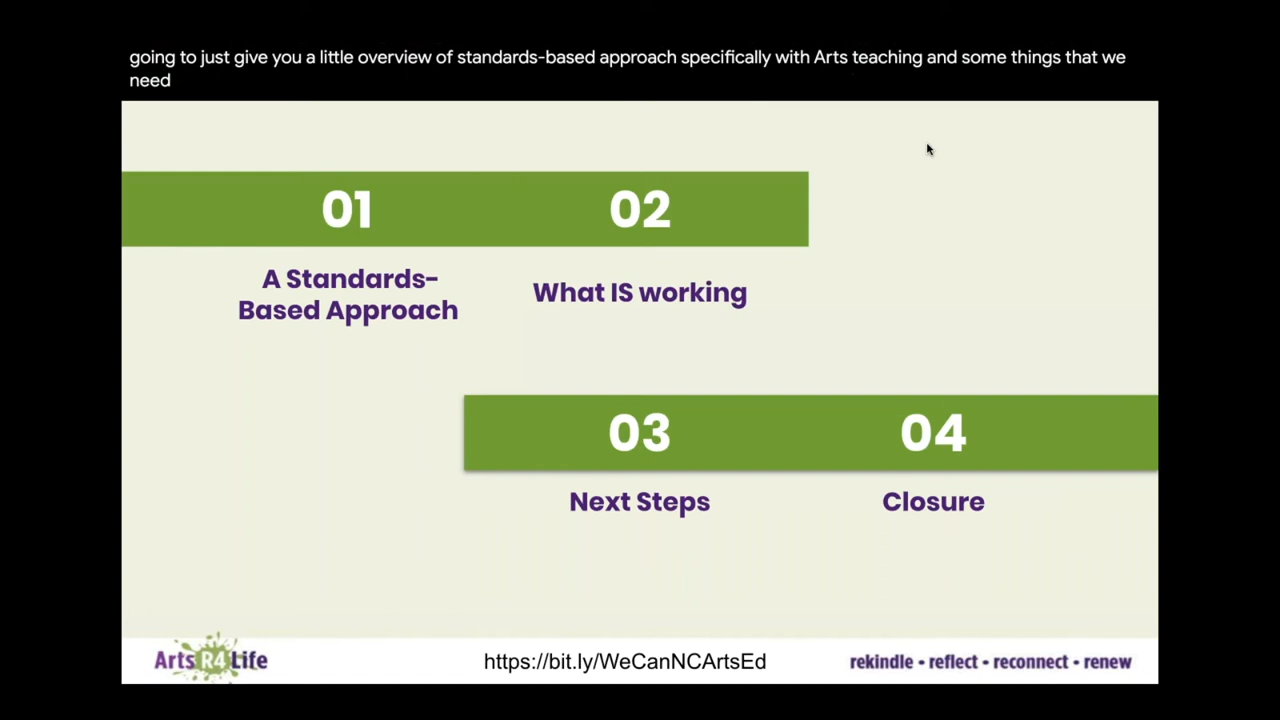 going to just give you a little overview of standards-based approach specifically with Arts teaching and some things that we
need
01
02
A Standards-
Based Approach
What IS working
03
04
Next Steps
Closure
Arts R4 Life
https://bit.ly/WeCanNCArtsEd
rekindle • reflect • reconnect • renew